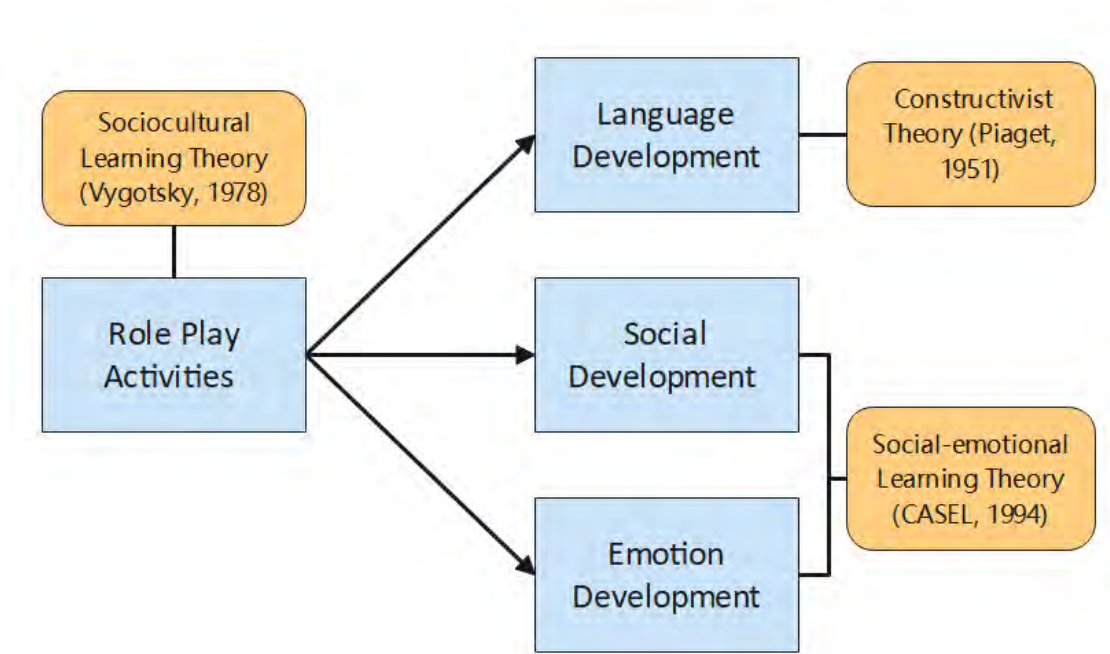 Sociocultural
Learning Theory
(Vygotsky, 1978)
Role Play
Activities
Language
Development
Constructivist
Theory (Piaget,
1951)
Social
Development
Social-emotional
Learning Theory
(CASEL, 1994)
Emotion
Development